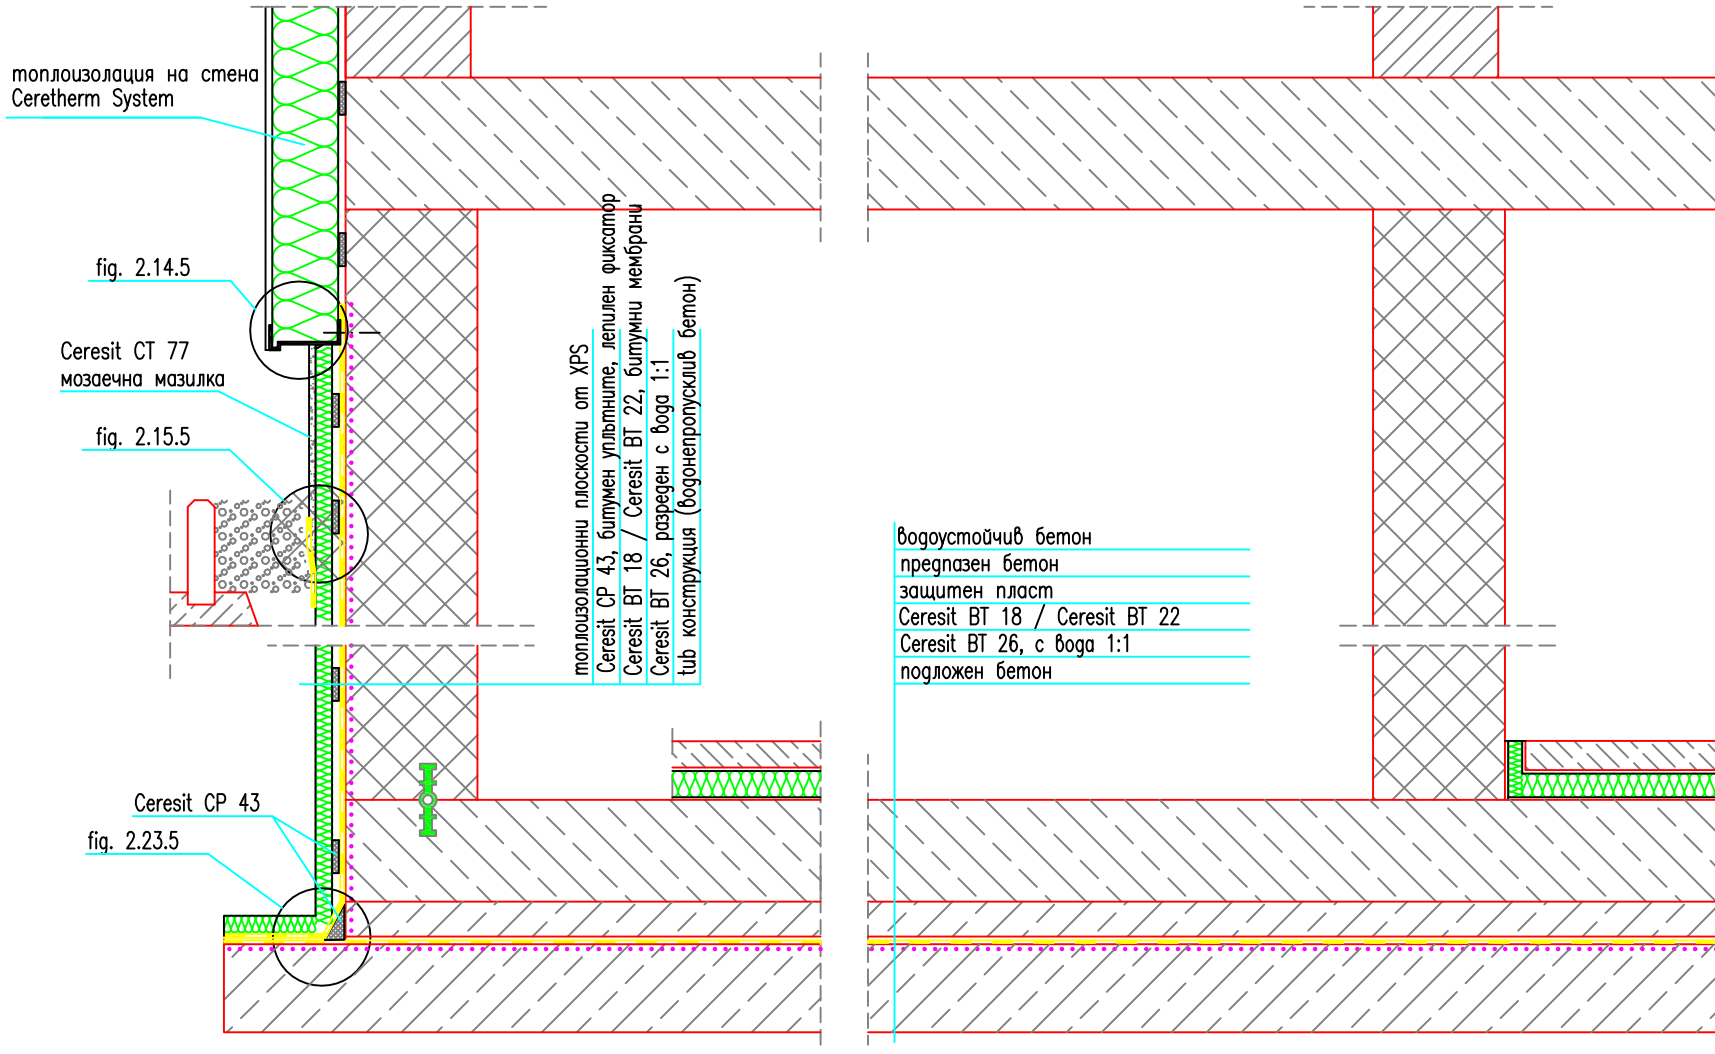 топлоизолация на стена
Ceretherm System
fig. 2.14.5
Ceresit CT 77
мозаечна мазилка
fig. 2.15.5
Ceresit CP 43
fig. 2.23.5
топлоизолационни плоскости от XPS
Ceresit CP 43, битумен уплътните, лепилен фиксатор
Ceresit BT 18 / Ceresit BT 22, битумни мембрани
Ceresit BT 26, разреден с вода 1:1
tub конструкция (водонепропусклив бетон)
водоустойчив бетон
предпазен бетон
защитен пласт
Ceresit BT 18 / Ceresit BT 22
Ceresit BT 26, с вода 1:1
подложен бетон